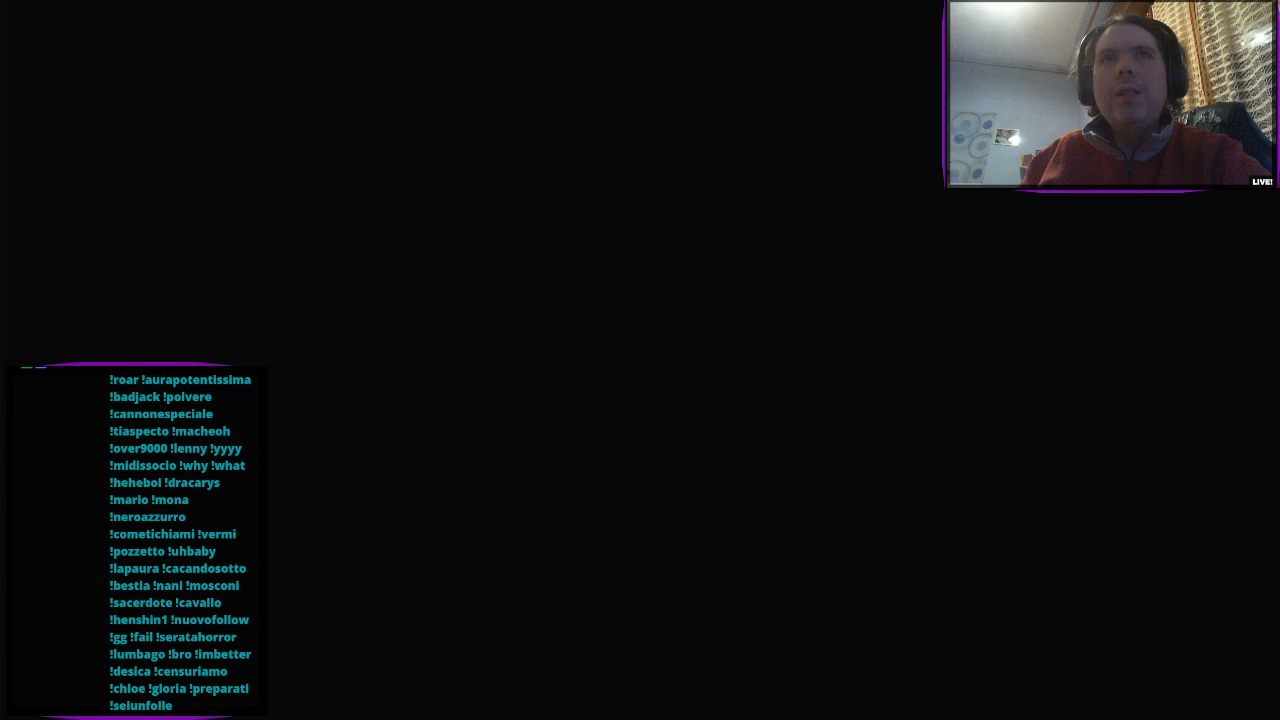 LIVE!
!roar !aurapotentissima
!badjack !polvere
!cannonespeciale
!tiaspecto !macheoh
!over9000 !lenny !yyyy
!midissocio !why !what
!heheboi !dracarys
!mario !mona
!neroazzurro
!cometichiami !vermi
!pozzetto !uhbaby
!lapaura !cacandosotto
!bestia !nani !mosconi
!sacerdote !cavallo
!henshin1 !nuovofollow
!gg !fail !seratahorror
!lumbago !bro !imbetter
!desica !censuriamo
!chloe !gloria !preparati
!seiunfolle